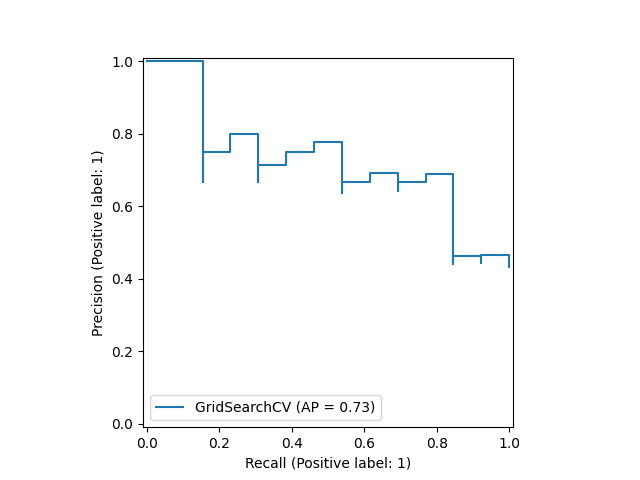 1.0
0.8
0.6
0.4
0.2
0.0
Precision (Positive label: 1)
GridSearchCV (AP = 0.73)
0.0 0.2 0.4 0.6 0.8 1.0
Recall (Positive label: 1)